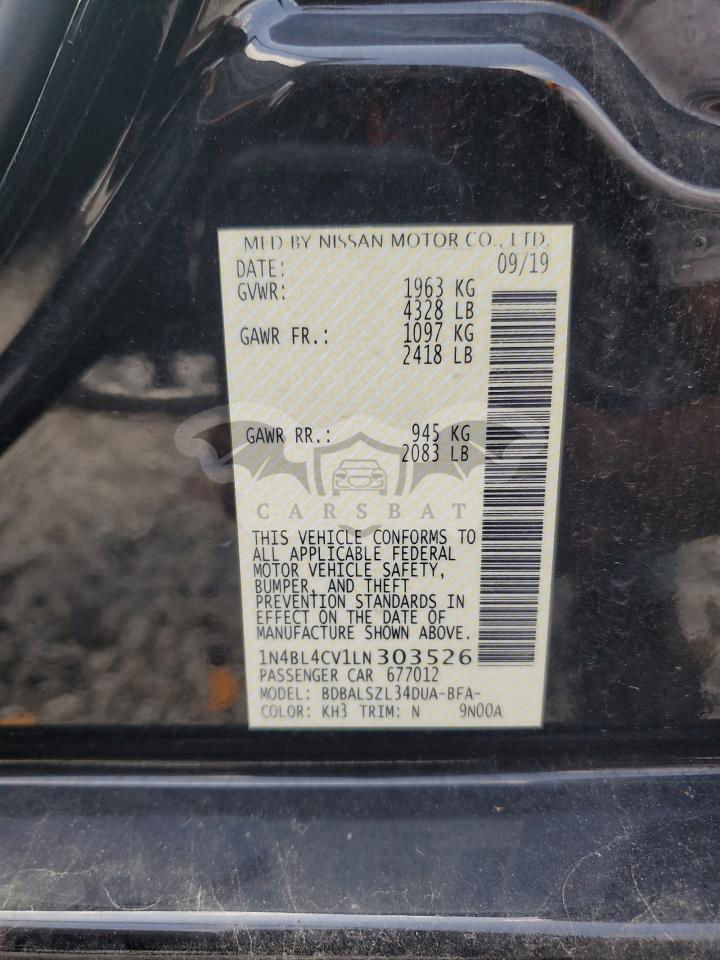 MFD BY NISSAN MOTOR CO., LTD.
DATE: 09/19
GVWR: 1963 KG
4328 LB
GAWR FR.: 1097 KG
2418 LB
GAWR RR.: 945 KG
2083 LB
CARSBAT
THIS VEHICLE CONFORMS TO
ALL APPLICABLE FEDERAL
MOTOR VEHICLE SAFETY,
BUMPER, AND THEFT
PREVENTION STANDARDS IN
EFFECT ON THE DATE OF
MANUFACTURE SHOWN ABOVE.
1N4BL4CV1LN303526
PASSENGER CAR 677012
MODEL: BDBALSZL34DUA-BFA-
COLOR: KH3 TRIM: N 9N00A